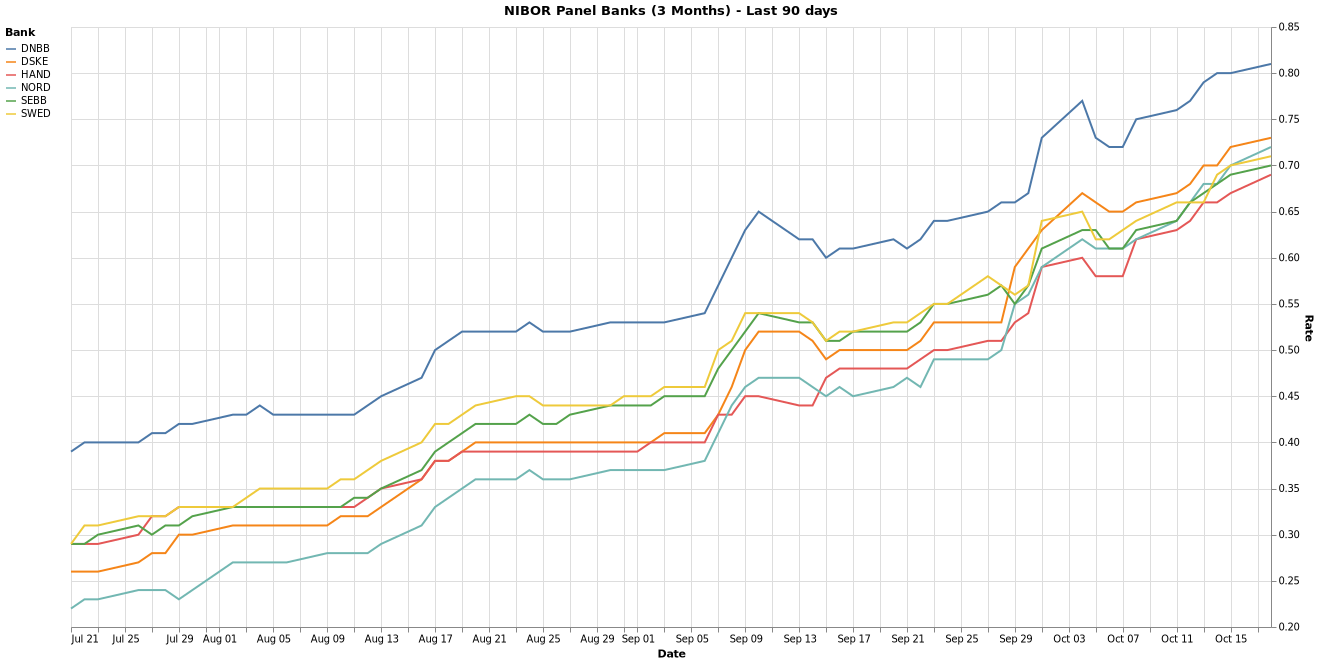 NIBOR Panel Banks (3 Months) - Last 90 days
Bank
DNBB
DSKE
HAND
NORD
SEBB
SWED
0.85
0.80
0.75
0.70
0.65
0.60
0.55
0.50
0.45
0.40
0.35
0.30
0.25
0.20
Rate
Jul 21 Jul 25 Jul 29 Aug 01 Aug 05 Aug 09 Aug 13 Aug 17 Aug 21 Aug 25 Aug 29 Sep 01 Sep 05 Sep 09 Sep 13 Sep 17 Sep 21 Sep 25 Sep 29 Oct 03 Oct 07 Oct 11 Oct 15
Date